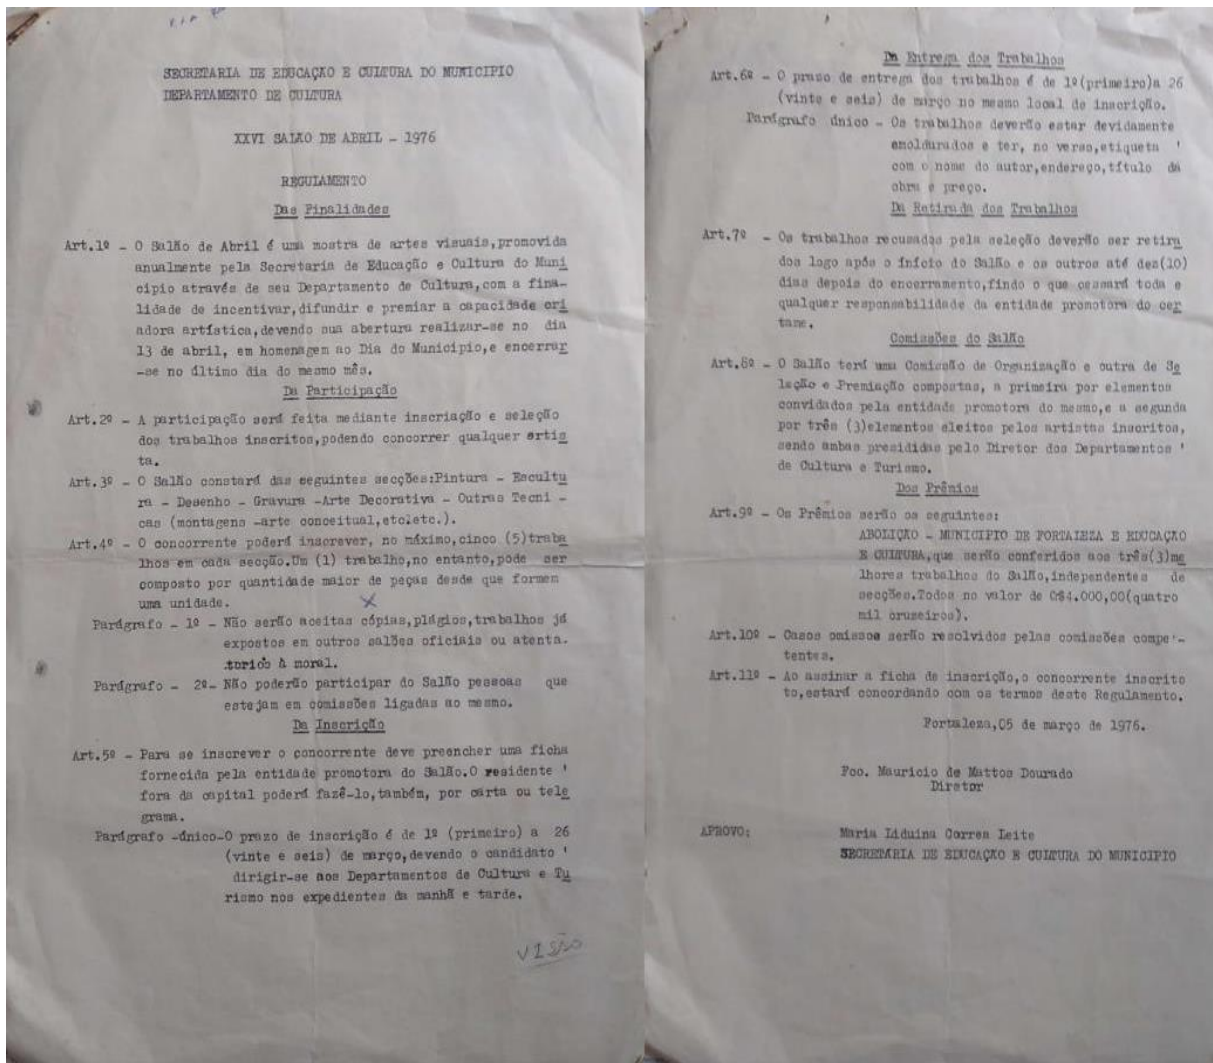 SECRETARIA DE EDUCAÇÃO E CULTURA DO MUNICIPIO
DEPARTAMENTO DE CULTURA
XXVI SALÃO DE ABRIL - 1976
REGULAMENTO
Das Finalidades
Art.1º - O Salão de Abril é uma mostra de artes visuais,promovida
anualmente pela Secretaria de Educação e Cultura do Muni
cipio através de seu Departamento de Cultura,com a fina-
lidade de incentivar,difundir e premiar a capacidade cri
adora artística,devendo sua abertura realizar-se no dia
13 de abril, em homenagem ao Dia do Municipio,e encerrar
-se no último dia do mesmo mês.
Da Participação
Art.2º - A participação será feita mediante inscriação e seleção
dos trabalhos inscritos,podendo concorrer qualquer artis
ta.
Art.3º - O Salão constará das seguintes secções:Pintura - Escultu
ra - Desenho - Gravura -Arte Decorativa - Outras Tecni -
cas (montagens -arte conceitual,etc.etc.).
Art.4º - O concorrente poderá inscrever, no máximo,cinco (5)traba
lhos em cada secção.Um (1) trabalho,no entanto,pode ser
composto por quantidade maior de peças desde que formem
uma unidade.
Parágrafo - 1º - Não serão aceitas cópias,plágios,trabalhos já
expostos em outros salões oficiais ou atenta.
.torios à moral.
Parágrafo - 2º- Não poderão participar do Salão pessoas que
estejam em comissões ligadas ao mesmo.
Da Inscrição
Art.5º - Para se inscrever o concorrente deve preencher uma ficha
fornecida pela entidade promotora do Salão.O residente '
fora da capital poderá fazê-lo,também, por carta ou tele
grama.
Parágrafo -único-O prazo de inscrição é de 1º (primeiro) a 26
(vinte e seis) de março,devendo o candidato '
dirigir-se aos Departamentos de Cultura e Tu
rismo nos expedientes da manhã e tarde.
VISÃO
Da Entrega dos Trabalhos
Art.6º - O prazo de entrega dos trabalhos é de 1º(primeiro)a 26
(vinte e seis) de março no mesmo local de inscrição.
Parágrafo único - Os trabalhos deverão estar devidamente
emoldurados e ter, no verso,etiqueta '
com o nome do autor,endereço,título da
obra e preço.
Da Retirada dos Trabalhos
Art.7º - Os trabalhos recusados pela seleção deverão ser retira
dos logo após o início do Salão e os outros até dez(10)
dias depois do encerramento,findo o que cessará toda e
qualquer responsabilidade da entidade promotora do cer
tame.
Comissões do Salão
Art.8º - O Salão terá uma Comissão de Organização e outra de Se
leção e Premiação compostas, a primeira por elementos
convidados pela entidade promotora do mesmo,e a segunda
por três (3)elementos eleitos pelos artistas inscritos,
sendo ambas presididas pelo Diretor dos Departamentos '
de Cultura e Turismo.
Dos Prêmios
Art.9º - Os Prêmios serão os seguintes:
ABOLIÇÃO - MUNICIPIO DE FORTALEZA E EDUCAÇÃO
E CULTURA,que serão conferidos aos três(3)me
lhores trabalhos do Salão,independentes de
secções.Todos no valor de Cr$4.000,00(quatro
mil cruzeiros).
Art.10º - Casos omissos serão resolvidos pelas comissões compe'-
tentes.
Art.11º - Ao assinar a ficha de inscrição,o concorrente inscrito
to,estará concordando com os termos deste Regulamento.
Fortaleza,05 de março de 1976.
Fco. Mauricio de Mattos Dourado
Diretor
APROVO:
Maria Liduina Correa Leite
SECRETÁRIA DE EDUCAÇÃO E CULTURA DO MUNICIPIO